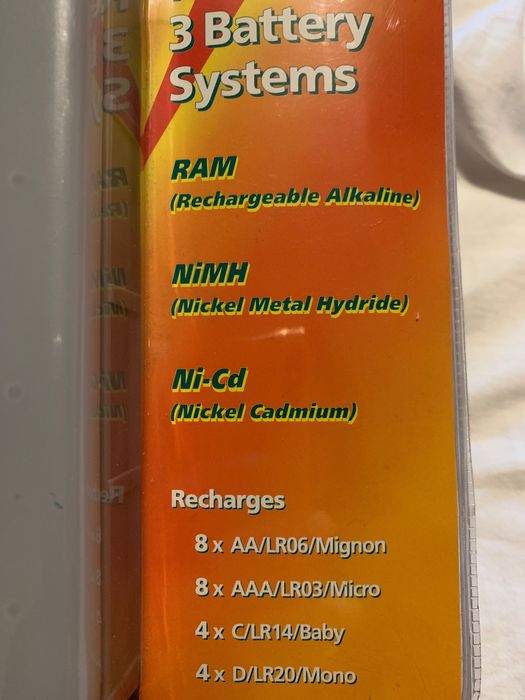 3 Battery
Systems
RAM
(Rechargeable Alkaline)
NiMH
(Nickel Metal Hydride)
Ni-Cd
(Nickel Cadmium)
Recharges
8 x AA/LR06/Mignon
8 x AAA/LR03/Micro
4 x C/LR14/Baby
4 x D/LR20/Mono